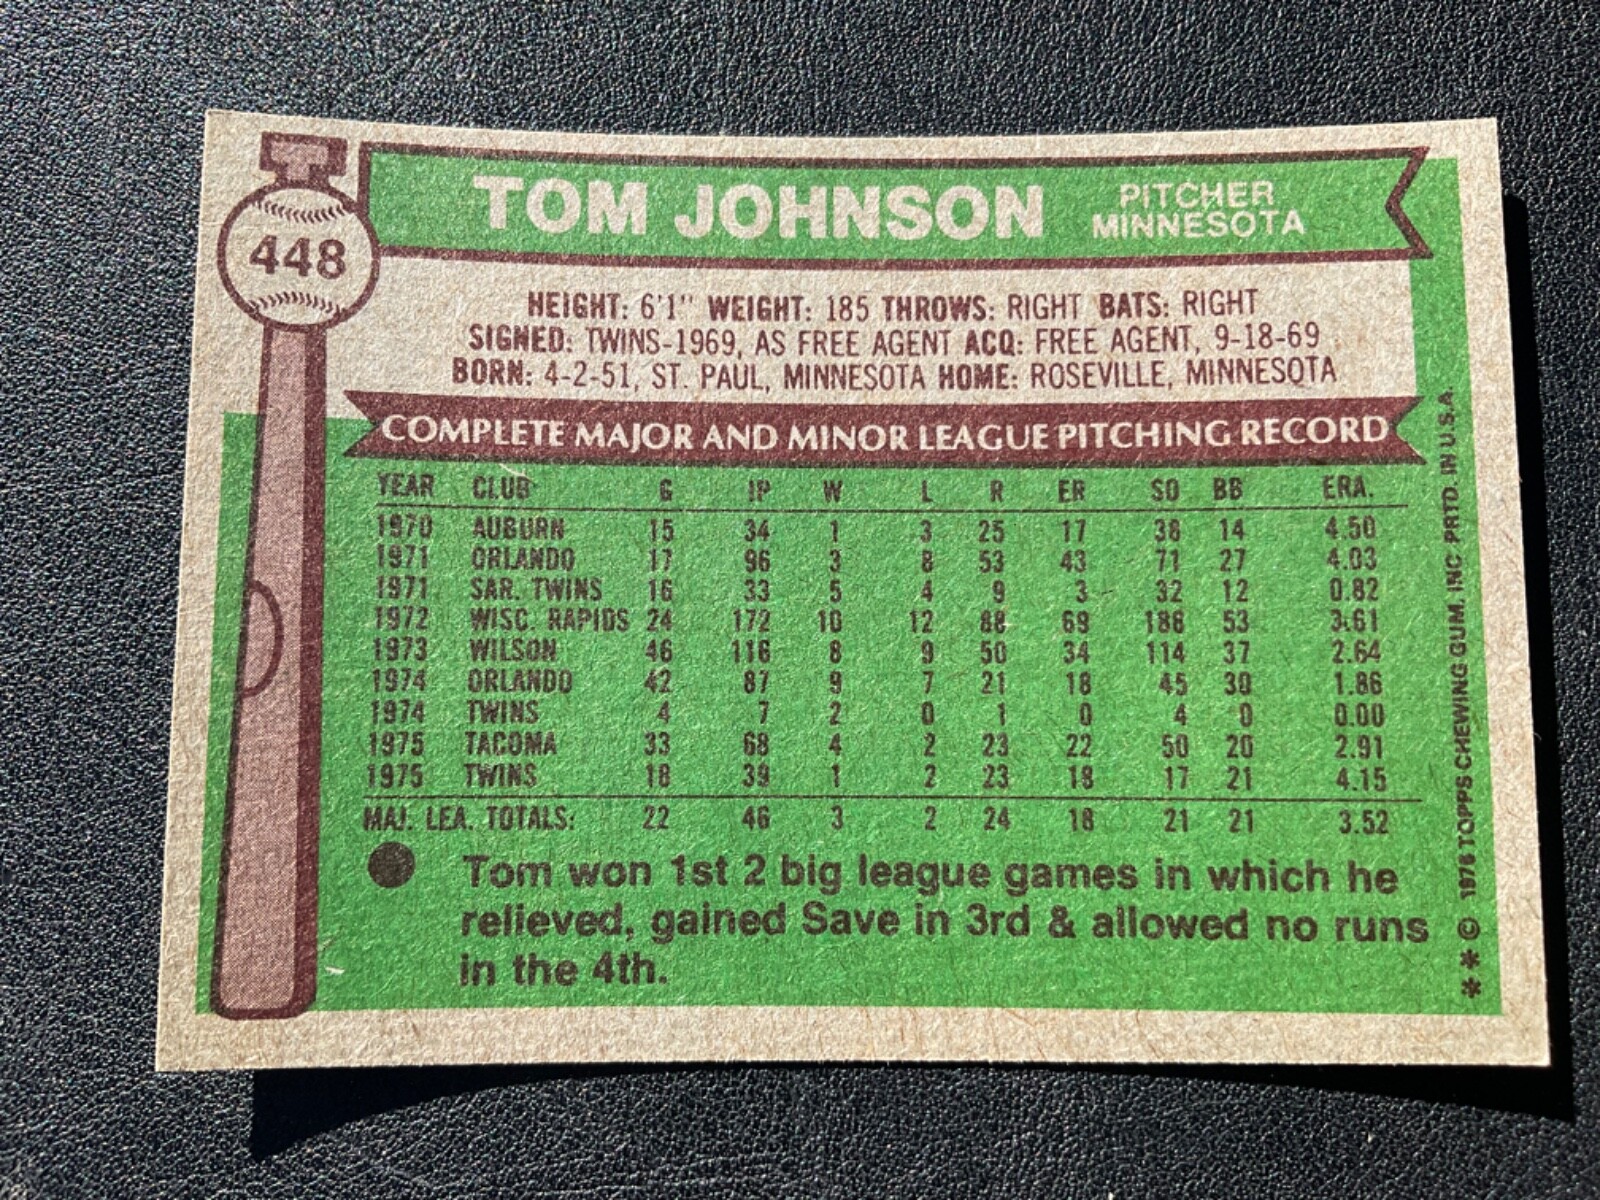 448
TOM JOHNSON PITCHER MINNESOTA
HEIGHT: 6'1" WEIGHT: 185 THROWS: RIGHT BATS: RIGHT
SIGNED: TWINS-1969, AS FREE AGENT ACQ: FREE AGENT, 9-18-69
BORN: 4-2-51, ST. PAUL, MINNESOTA HOME: ROSEVILLE, MINNESOTA
COMPLETE MAJOR AND MINOR LEAGUE PITCHING RECORD
YEAR CLUB G IP W L R ER SO BB ERA.
1970 AUBURN 15 34 1 3 25 17 38 14 4.50
1971 ORLANDO 17 96 3 8 53 43 71 27 4.03
1971 SAR. TWINS 16 33 5 4 9 3 32 12 0.82
1972 WISC. RAPIDS 24 172 10 12 88 69 186 53 3.61
1973 WILSON 46 116 8 9 50 34 114 37 2.64
1974 ORLANDO 42 87 9 7 21 18 45 30 1.86
1974 TWINS 4 7 2 0 1 0 4 0 0.00
1975 TACOMA 33 68 4 2 23 22 50 20 2.91
1975 TWINS 18 39 1 2 23 18 17 21 4.15
MAJ. LEA. TOTALS: 22 46 3 2 24 18 21 21 3.52
Tom won 1st 2 big league games in which he
relieved, gained Save in 3rd & allowed no runs
in the 4th.
** © 1976 TOPPS CHEWING GUM, INC. PRTD. IN U.S.A.